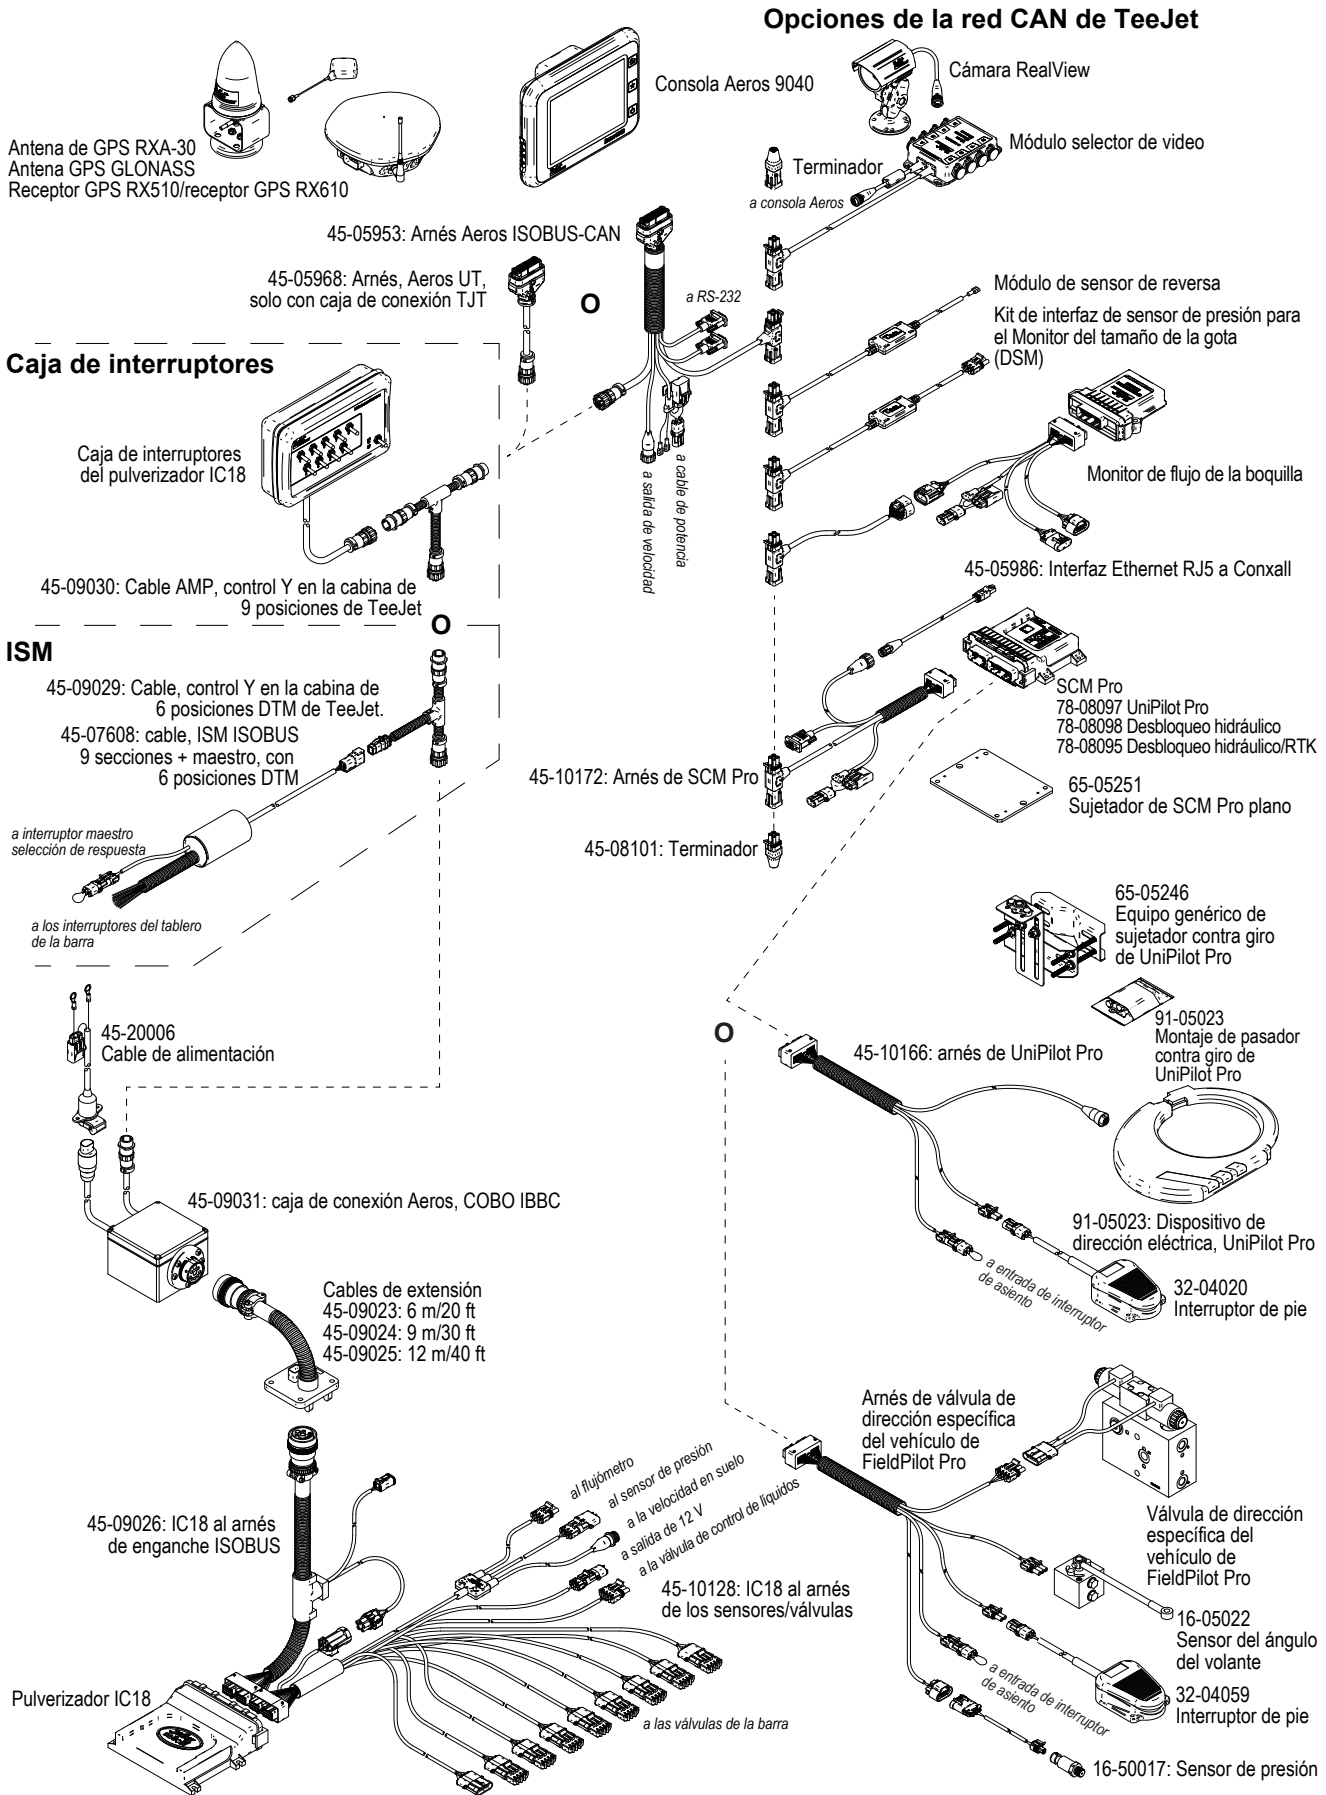 Opciones de la red CAN de TeeJet
Consola Aeros 9040
Cámara RealView
Antena de GPS RXA-30
Antena GPS GLONASS
Receptor GPS RX510/receptor GPS RX610
Módulo selector de video
Terminador
a consola Aeros
45-05953: Arnés Aeros ISOBUS-CAN
45-05968: Arnés, Aeros UT,
solo con caja de conexión TJT
O
a RS-232
Módulo de sensor de reversa
Kit de interfaz de sensor de presión para
el Monitor del tamaño de la gota
(DSM)
Caja de interruptores
Caja de interruptores
del pulverizador IC18
a salida de velocidad
a cable de potencia
Monitor de flujo de la boquilla
45-09030: Cable AMP, control Y en la cabina de
9 posiciones de TeeJet
45-05986: Interfaz Ethernet RJ5 a Conxall
O
ISM
45-09029: Cable, control Y en la cabina de
6 posiciones DTM de TeeJet.
45-07608: cable, ISM ISOBUS
9 secciones + maestro, con
6 posiciones DTM
SCM Pro
78-08097 UniPilot Pro
78-08098 Desbloqueo hidráulico
78-08095 Desbloqueo hidráulico/RTK
45-10172: Arnés de SCM Pro
65-05251
Sujetador de SCM Pro plano
a interruptor maestro
selección de respuesta
45-08101: Terminador
a los interruptores del tablero
de la barra
65-05246
Equipo genérico de
sujetador contra giro
de UniPilot Pro
45-20006
Cable de alimentación
91-05023
Montaje de pasador
contra giro de
UniPilot Pro
O
45-10166: arnés de UniPilot Pro
45-09031: caja de conexión Aeros, COBO IBBC
91-05023: Dispositivo de
dirección eléctrica, UniPilot Pro
a entrada de interruptor
de asiento
32-04020
Interruptor de pie
Cables de extensión
45-09023: 6 m/20 ft
45-09024: 9 m/30 ft
45-09025: 12 m/40 ft
Arnés de válvula de
dirección específica
del vehículo de
FieldPilot Pro
al flujómetro
al sensor de presión
a la velocidad en suelo
a salida de 12 V
a la válvula de control de líquidos
45-09026: IC18 al arnés
de enganche ISOBUS
Válvula de dirección
específica del
vehículo de
FieldPilot Pro
45-10128: IC18 al arnés
de los sensores/válvulas
16-05022
Sensor del ángulo
del volante
a entrada de interruptor
de asiento
32-04059
Interruptor de pie
Pulverizador IC18
a las válvulas de la barra
16-50017: Sensor de presión